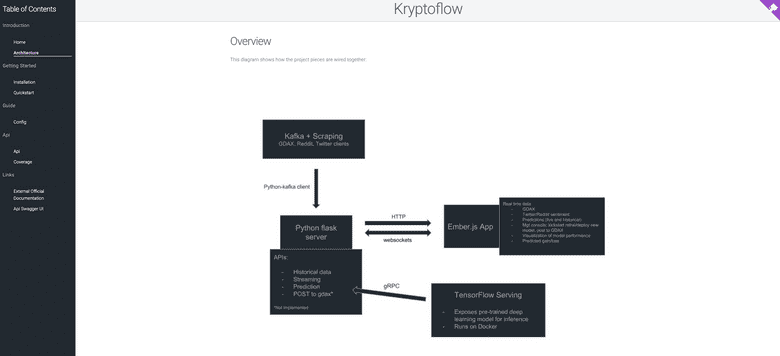 Table of Contents
Introduction
Home
Architecture
Getting Started
Installation
Quickstart
Guide
Config
Api
Api
Coverage
Links
External Official
Documentation
Api Swagger UI
Kryptoflow
Overview
This diagram shows how the project pieces are wired together.
Kafka + Scraping
GDAX, Reddit, Twitter clients
Python-kafka client
Python flask
server
HTTP
websockets
Ember.js App
Real time data
- GDAX
- Twitter/Reddit sentiment
- Predictions (live and historical)
- Mgt console: kickstart retrain/deploy new
model, post to GDAX
- Visualization of model performance
- Predicted gain/loss
APIs:
- Historical data
- Streaming
- Prediction
- POST to gdax*
*Not implemented
gRPC
TensorFlow Serving
- Exposes pre-trained deep
learning model for inference
- Runs on Docker